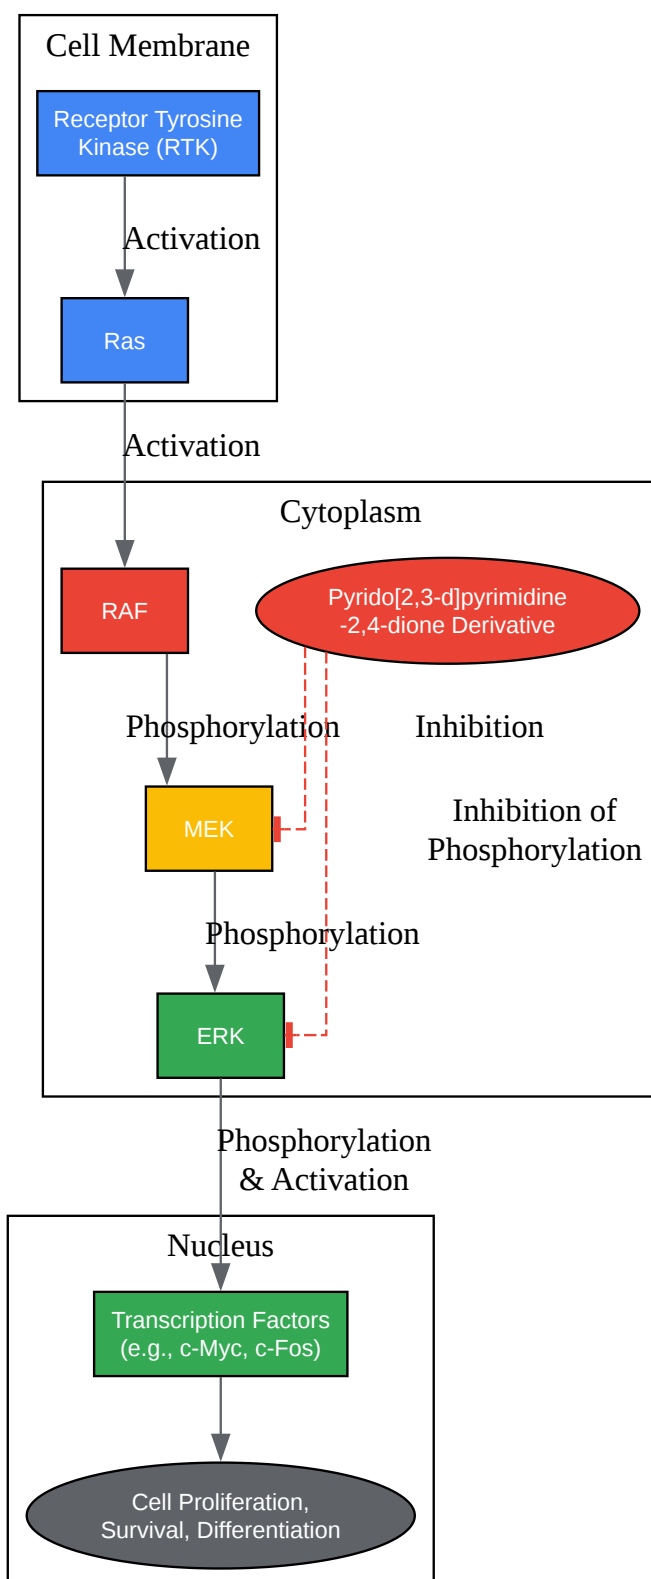 Cell Membrane
Receptor Tyrosine
Kinase (RTK)
Activation
Ras
Activation
Cytoplasm
RAF
Pyrido[2,3-d]pyrimidine
-2,4-dione Derivative
Phosphorylation
Inhibition
MEK
Inhibition of
Phosphorylation
Phosphorylation
ERK
Phosphorylation
& Activation
Nucleus
Transcription Factors
(e.g., c-Myc, c-Fos)
Cell Proliferation,
Survival, Differentiation